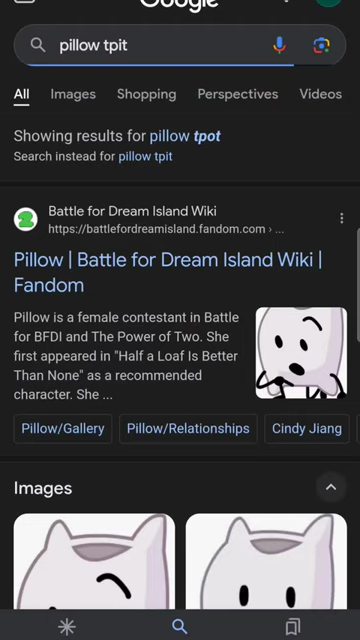 Google
pillow tpit
All Images Shopping Perspectives Videos
Showing results for pillow tpot
Search instead for pillow tpit
Battle for Dream Island Wiki
https://battlefordreamisland.fandom.com › ...
Pillow | Battle for Dream Island Wiki |
Fandom
Pillow is a female contestant in Battle
for BFDI and The Power of Two. She
first appeared in "Half a Loaf Is Better
Than None" as a recommended
character. She ...
Pillow/Gallery Pillow/Relationships Cindy Jiang
Images